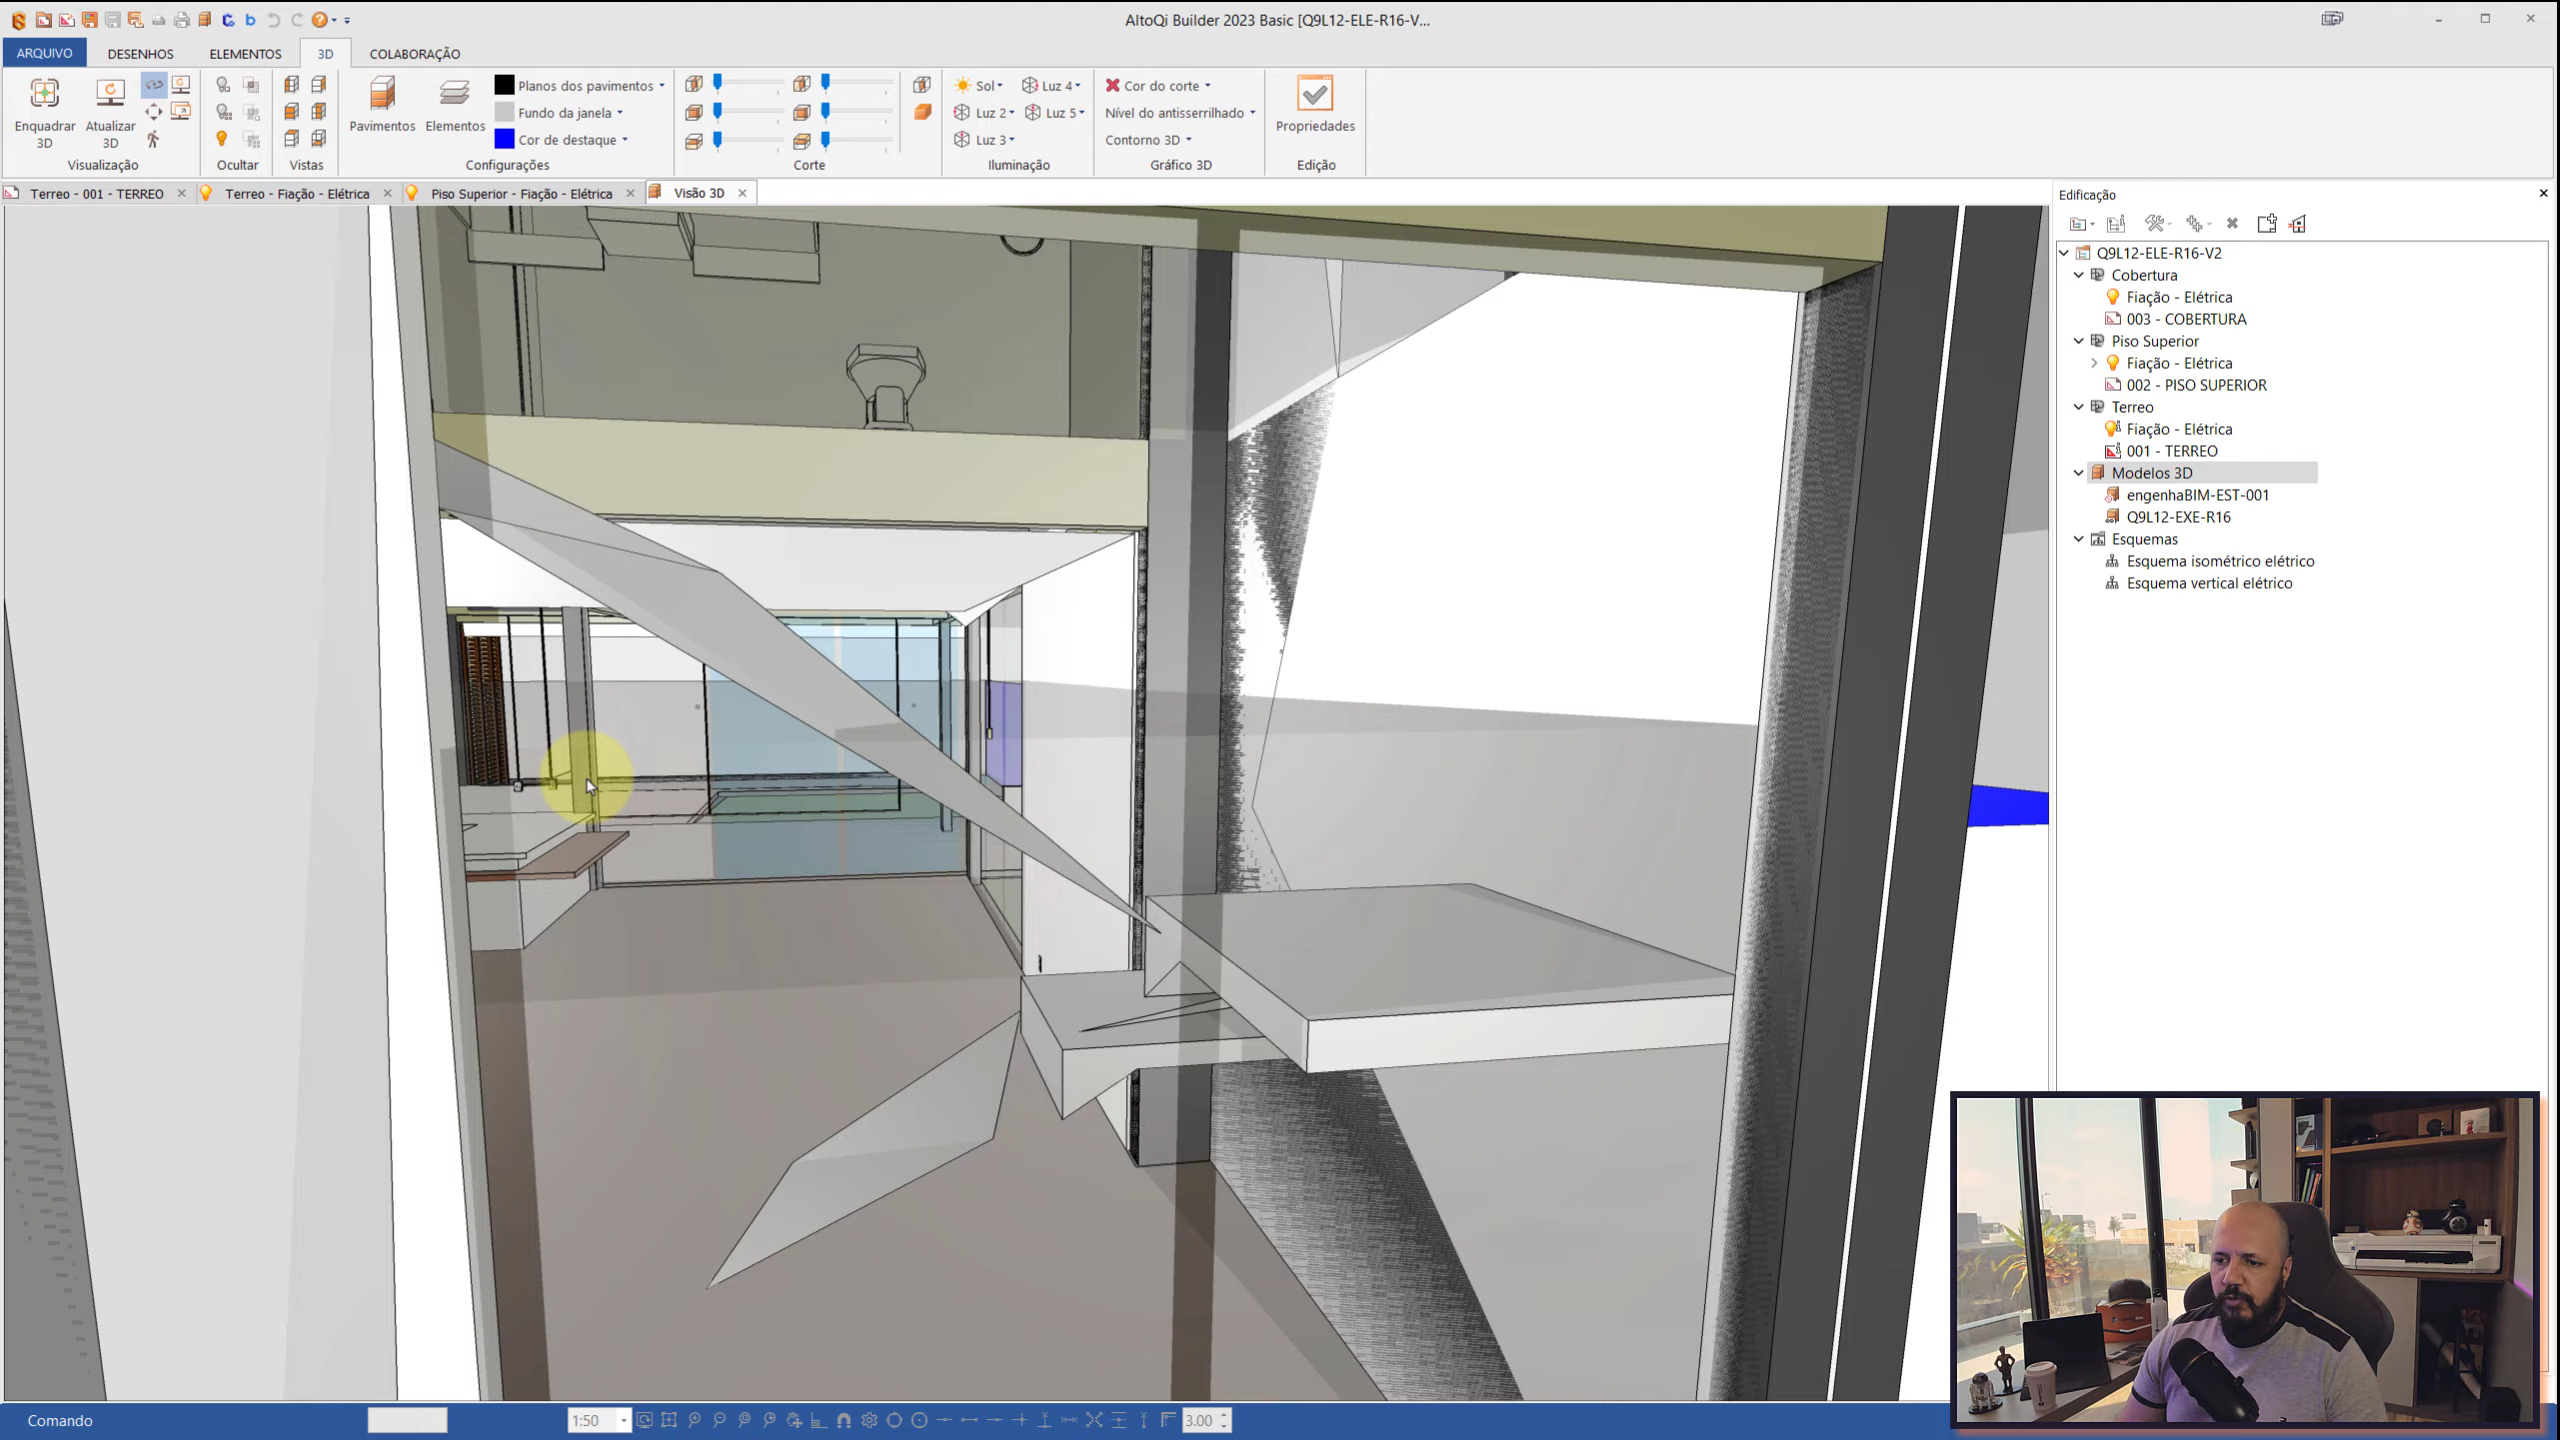 AltoQi Builder 2023 Basic [Q9L12-ELE-R16-V...
ARQUIVO
DESENHOS
ELEMENTOS
3D
COLABORAÇÃO
Enquadrar
3D
Atualizar
3D
Visualização
Ocultar
Vistas
Pavimentos
Elementos
Planos dos pavimentos
Fundo da janela
Cor de destaque
Configurações
Corte
Sol
Luz 2
Luz 3
Luz 4
Luz 5
Iluminação
Cor do corte
Nível do antisserrilhado
Contorno 3D
Gráfico 3D
Propriedades
Edição
Terreo - 001 - TERREO
Terreo - Fiação - Elétrica
Piso Superior - Fiação - Elétrica
Visão 3D
Edificação
Q9L12-ELE-R16-V2
Cobertura
Fiação - Elétrica
003 - COBERTURA
Piso Superior
Fiação - Elétrica
002 - PISO SUPERIOR
Terreo
Fiação - Elétrica
001 - TERREO
Modelos 3D
engenhaBIM-EST-001
Q9L12-EXE-R16
Esquemas
Esquema isométrico elétrico
Esquema vertical elétrico
Comando
1:50
3.00